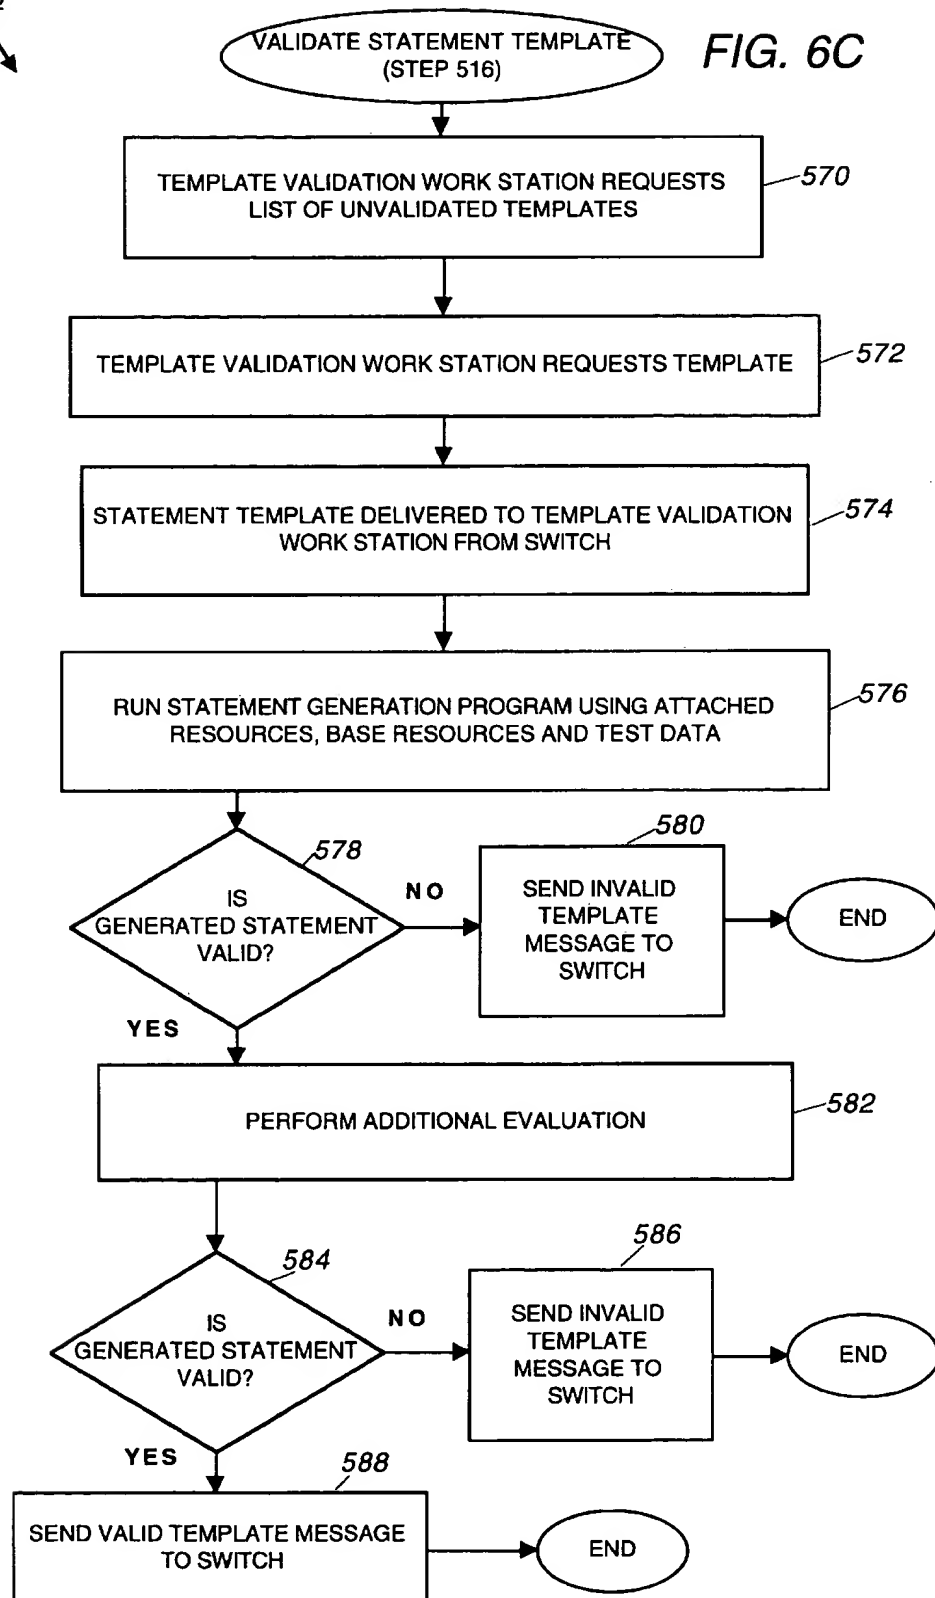 VALIDATE STATEMENT TEMPLATE
(STEP 516)
FIG. 6C
TEMPLATE VALIDATION WORK STATION REQUESTS
LIST OF UNVALIDATED TEMPLATES
570
TEMPLATE VALIDATION WORK STATION REQUESTS TEMPLATE
572
STATEMENT TEMPLATE DELIVERED TO TEMPLATE VALIDATION
WORK STATION FROM SWITCH
574
RUN STATEMENT GENERATION PROGRAM USING ATTACHED
RESOURCES, BASE RESOURCES AND TEST DATA
576
578
IS
GENERATED STATEMENT
VALID?
NO
580
SEND INVALID
TEMPLATE
MESSAGE TO
SWITCH
END
YES
PERFORM ADDITIONAL EVALUATION
582
584
IS
GENERATED STATEMENT
VALID?
NO
586
SEND INVALID
TEMPLATE
MESSAGE TO
SWITCH
END
YES
588
SEND VALID TEMPLATE MESSAGE
TO SWITCH
END